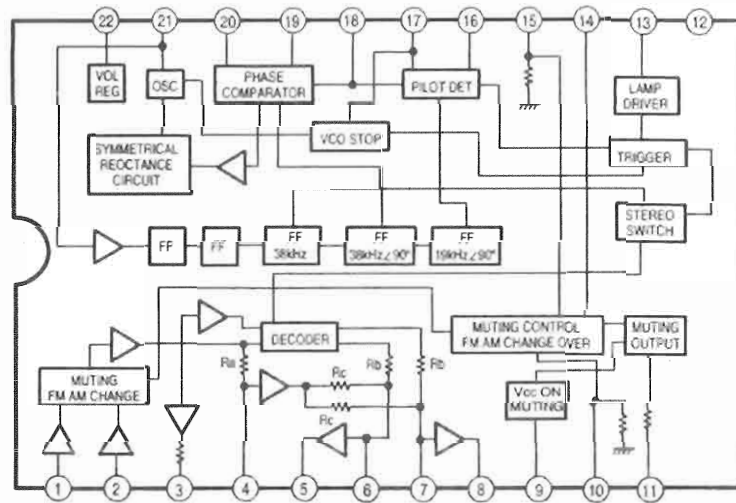 22 21 20 19 18 17 16 15 14 13 12
VOL
REG
OSC
PHASE
COMPARATOR
PILOT DET
LAMP
DRIVER
VCO STOP
SYMMETRICAL
REOCTANCE
CIRCUIT
TRIGGER
STEREO
SWITCH
FF
FF
FF
38kHz
FF
38kHz∠90°
FF
19kHz∠90°
DECODER
MUTING CONTROL
FM AM CHANGE OVER
MUTING
OUTPUT
MUTING
FM AM CHANGE
Ra
Rc
Rb
Rb
Rc
Vcc ON
MUTING
1 2 3 4 5 6 7 8 9 10 11